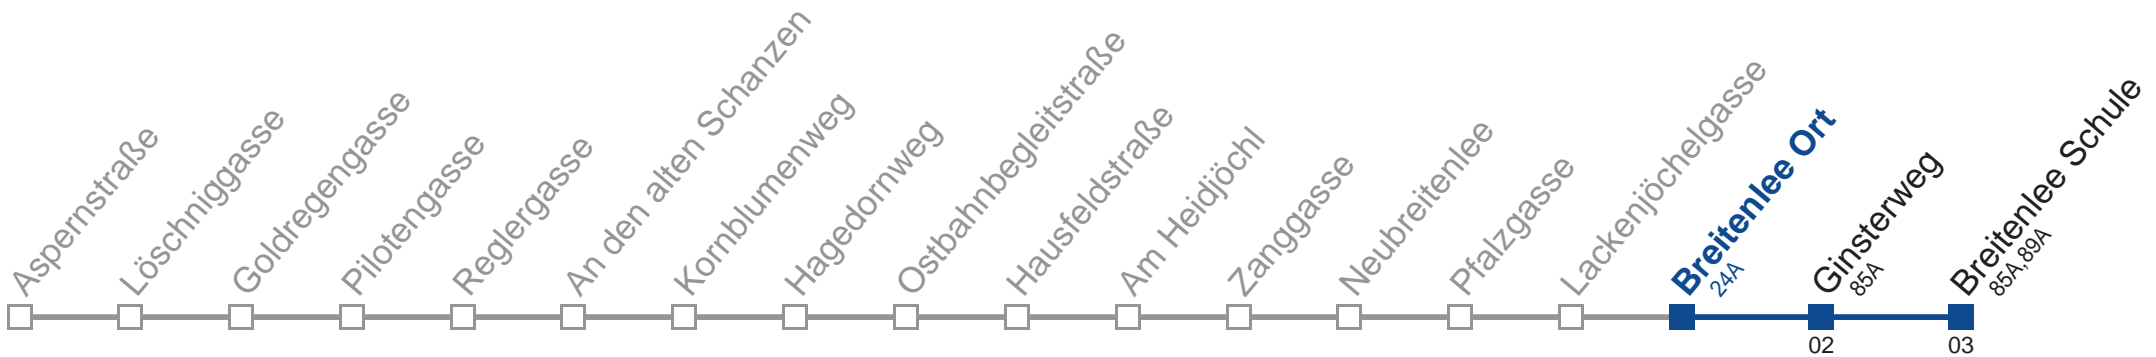 Aspernstraße
Löschniggasse
Goldregengasse
Pilotengasse
Reglergasse
An den alten Schanzen
Kornblumenweg
Hagedornweg
Ostbahnbegleitstraße
Hausfeldstraße
Am Heidjöchl
Zanggasse
Neubreitenlee
Pfalzgasse
Lackenjöchelgasse
Breitenlee Ort
24A
Ginsterweg
85A
Breitenlee Schule
85A, 89A
02
03